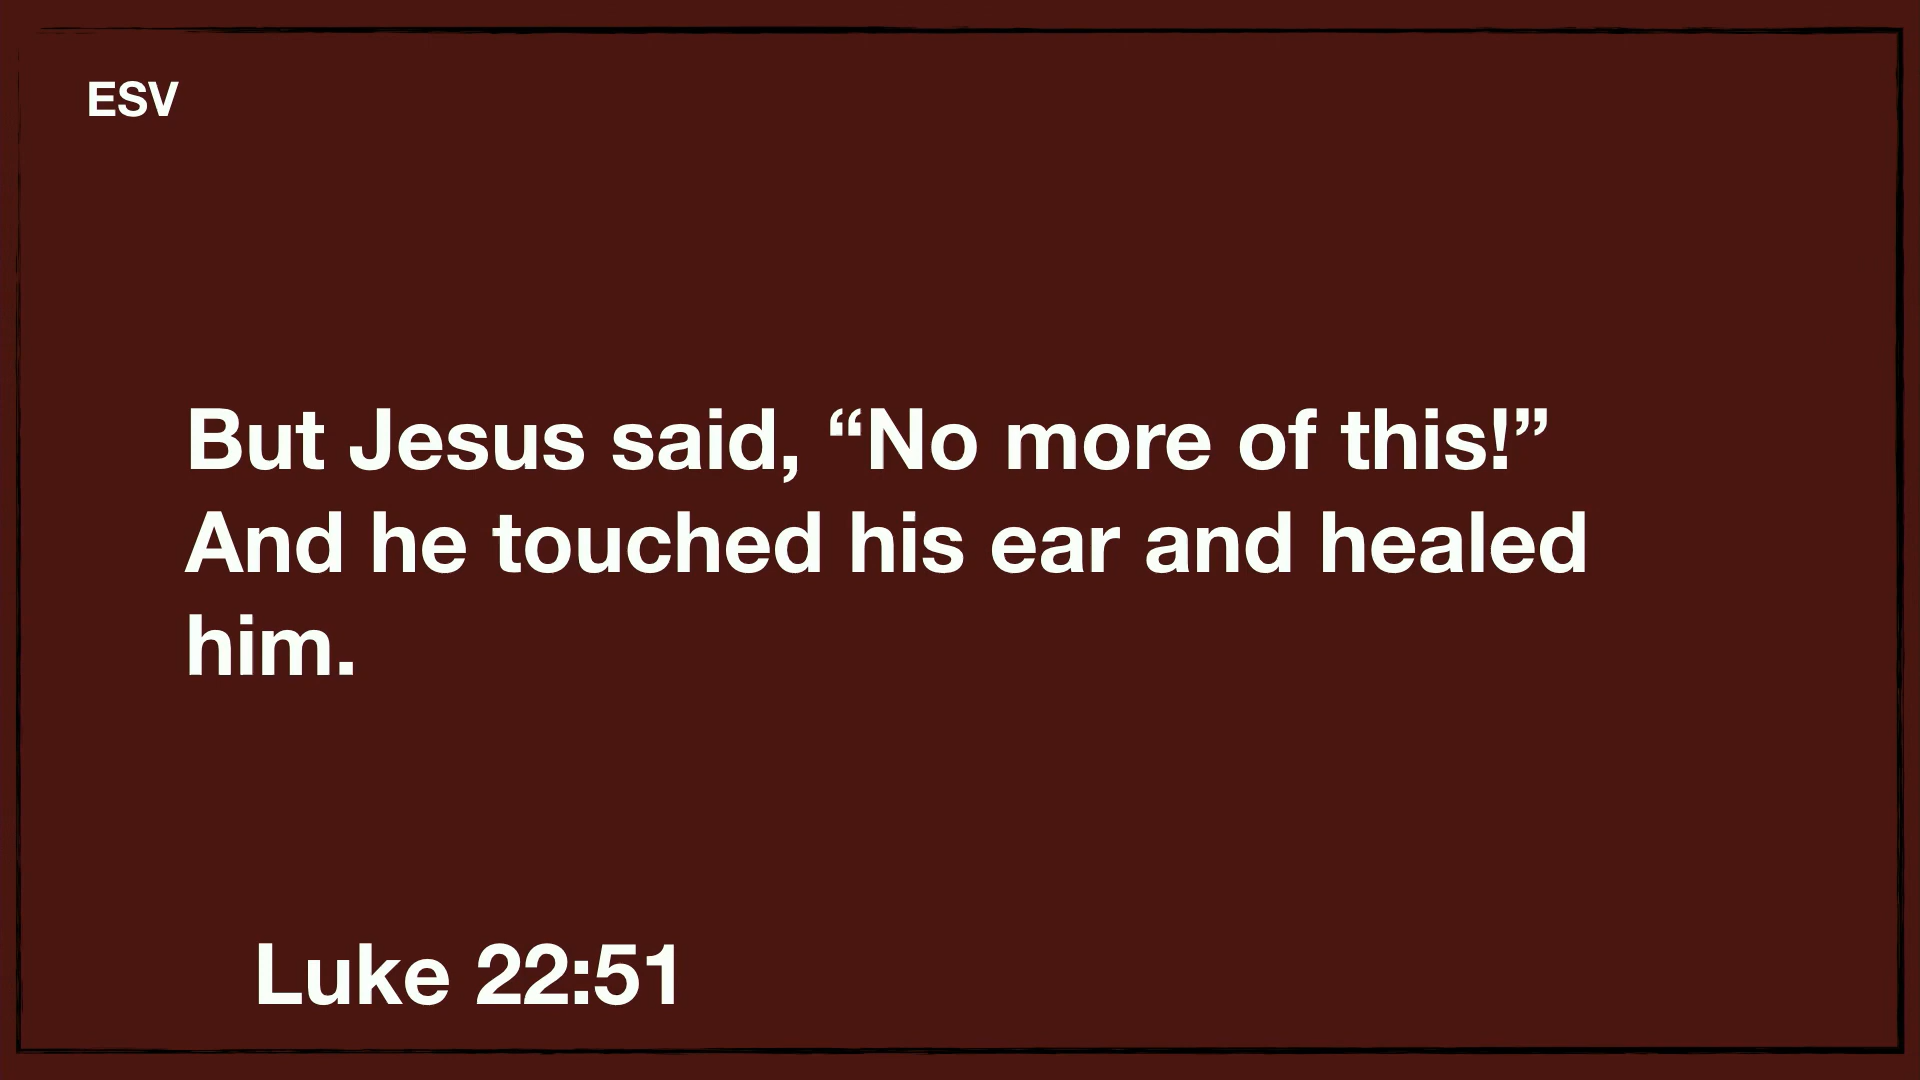 ESV
But Jesus said, “No more of this!”
And he touched his ear and healed
him.
Luke 22:51